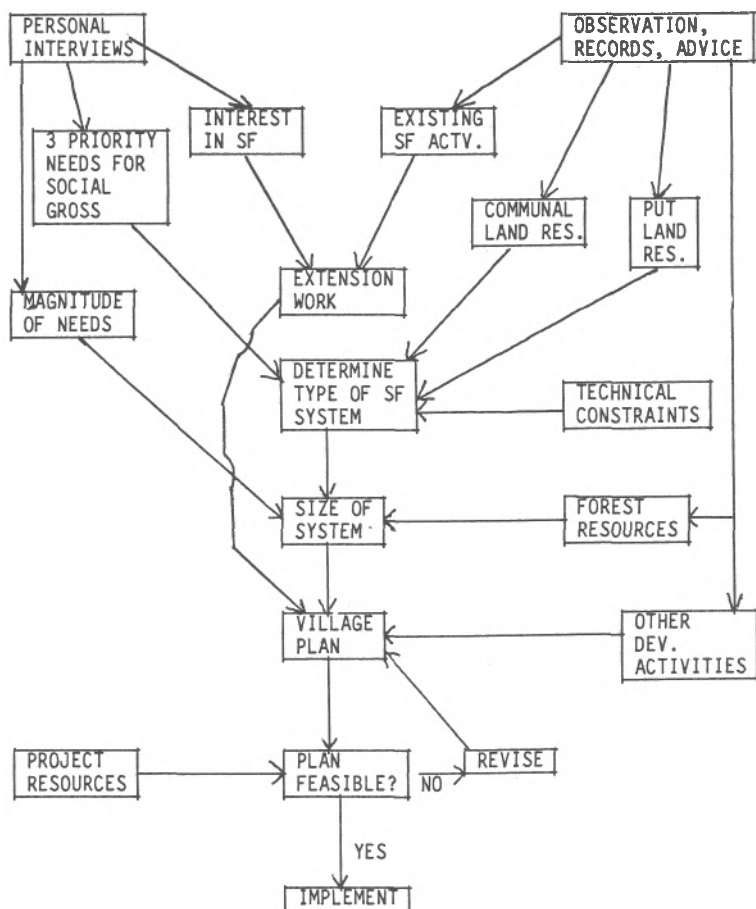 PERSONAL
INTERVIEWS
OBSERVATION,
RECORDS, ADVICE
INTEREST
IN SF
EXISTING
SF ACTV.
3 PRIORITY
NEEDS FOR
SOCIAL
GROSS
COMMUNAL
LAND RES.
PUT
LAND
RES.
EXTENSION
WORK
MAGNITUDE
OF NEEDS
DETERMINE
TYPE OF SF
SYSTEM
TECHNICAL
CONSTRAINTS
SIZE OF
SYSTEM
FOREST
RESOURCES
VILLAGE
PLAN
OTHER
DEV.
ACTIVITIES
PROJECT
RESOURCES
PLAN
FEASIBLE?
NO
REVISE
YES
IMPLEMENT